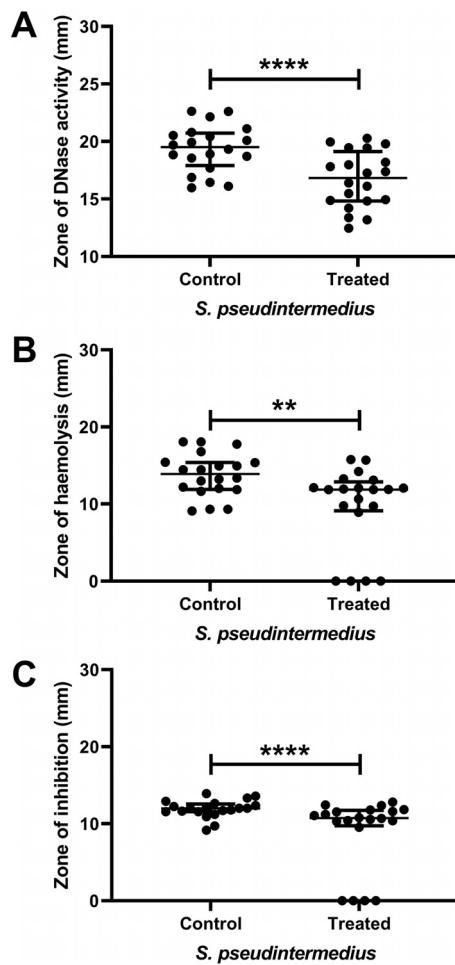 A
Zone of DNase activity (mm)
30
25
20
15
10
****
Control Treated
S. pseudintermedius
B
Zone of haemolysis (mm)
30
20
10
0
**
Control Treated
S. pseudintermedius
C
Zone of inhibition (mm)
30
20
10
0
****
Control Treated
S. pseudintermedius